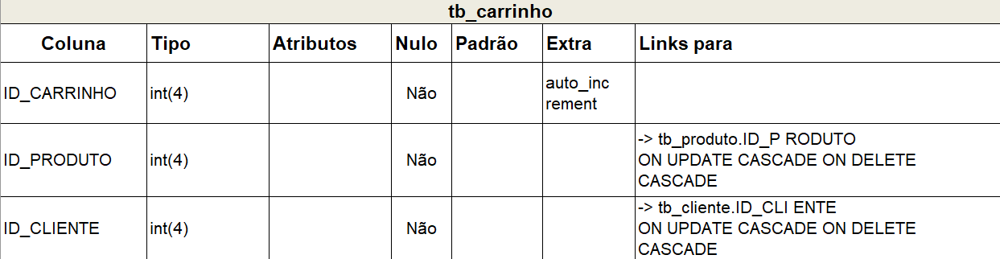 tb_carrinho
Coluna Tipo Atributos Nulo Padrão Extra Links para
ID_CARRINHO int(4) Não auto_inc
rement
ID_PRODUTO int(4) Não -> tb_produto.ID_P RODUTO
ON UPDATE CASCADE ON DELETE
CASCADE
ID_CLIENTE int(4) Não -> tb_cliente.ID_CLI ENTE
ON UPDATE CASCADE ON DELETE
CASCADE